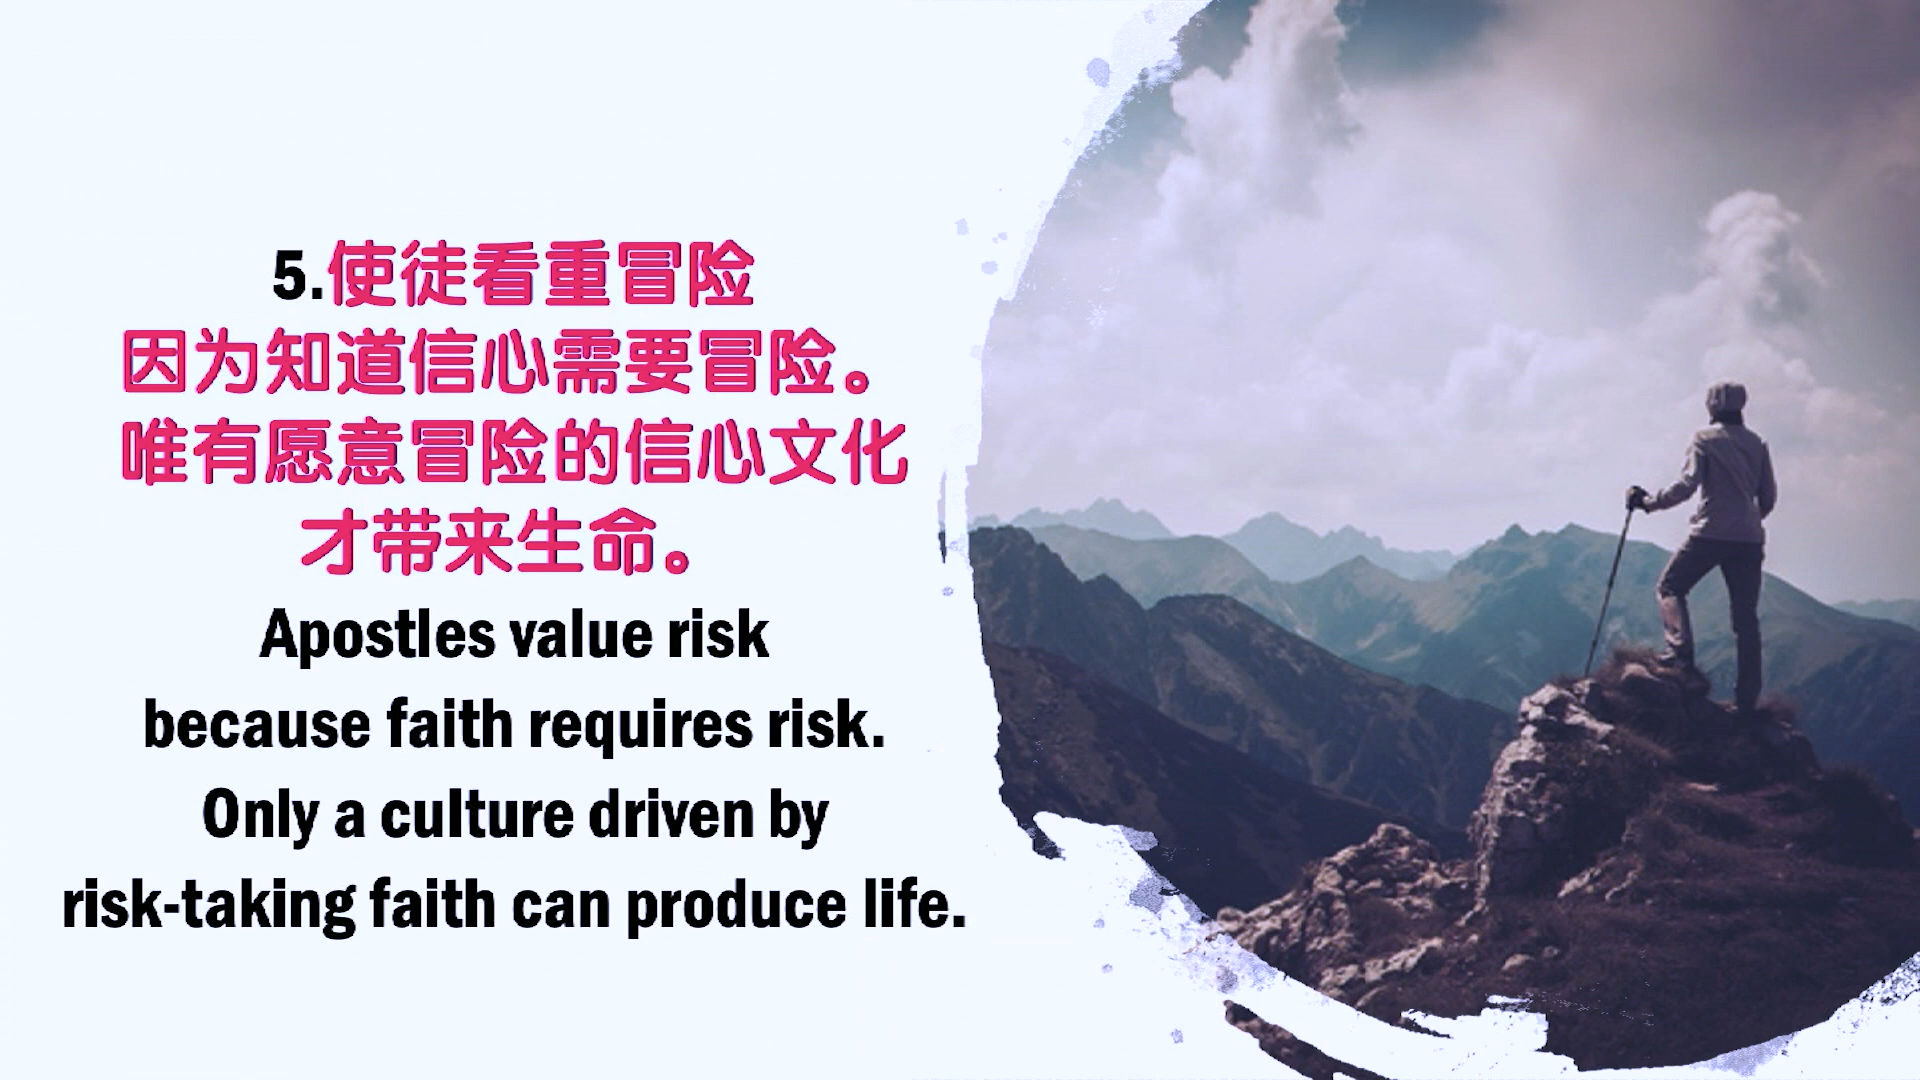 5.使徒看重冒险
因为知道信心需要冒险。
唯有愿意冒险的信心文化
才带来生命。
Apostles value risk
because faith requires risk.
Only a culture driven by
risk-taking faith can produce life.